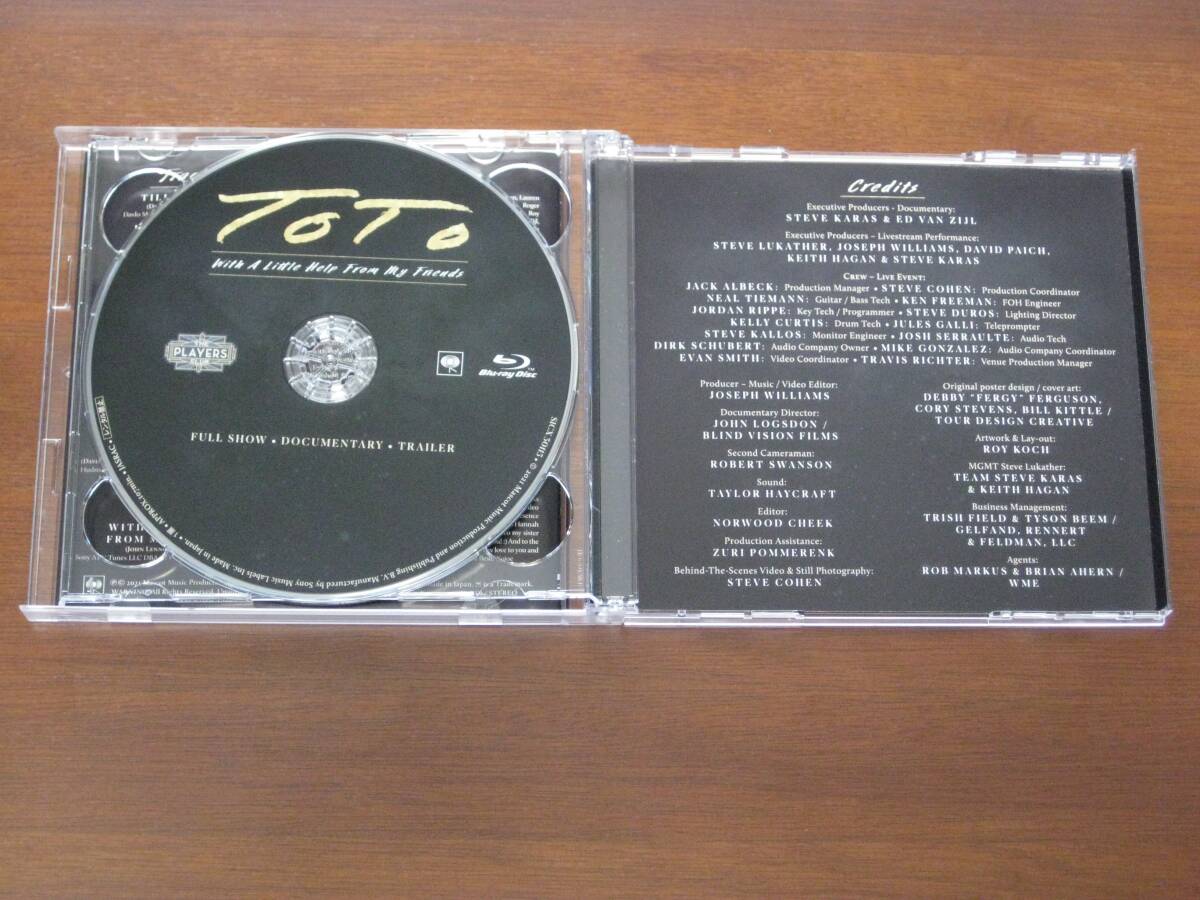 TOTO
With A Little Help From My Friends
THE
PLAYERS
CLUB
Blu-ray Disc™
FULL SHOW • DOCUMENTARY • TRAILER
レンタル禁止
Credits
Executive Producers - Documentary:
STEVE KARAS & ED VAN ZIJL
Executive Producers – Livestream Performance:
STEVE LUKATHER, JOSEPH WILLIAMS, DAVID PAICH,
KEITH HAGAN & STEVE KARAS
CREW – LIVE EVENT:
JACK ALBECK: Production Manager • STEVE COHEN: Production Coordinator
NEAL TIEMANN: Guitar / Bass Tech • KEN FREEMAN: FOH Engineer
JORDAN RIPPE: Key Tech / Programmer • STEVE DUROS: Lighting Director
KELLY CURTIS: Drum Tech • JULES GALLI: Teleprompter
STEVE KALLOS: Monitor Engineer • JOSH SERRAULTE: Audio Tech
DIRK SCHUBERT: Audio Company Owner • MIKE GONZALEZ: Audio Company Coordinator
EVAN SMITH: Video Coordinator • TRAVIS RICHTER: Venue Production Manager
Producer – Music / Video Editor:
JOSEPH WILLIAMS
Documentary Director:
JOHN LOGSDON /
BLIND VISION FILMS
Second Cameraman:
ROBERT SWANSON
Sound:
TAYLOR HAYCRAFT
Editor:
NORWOOD CHEEK
Production Assistance:
ZURI POMMERENK
Behind-The-Scenes Video & Still Photography:
STEVE COHEN
Original poster design / cover art:
DEBBY "FERGY" FERGUSON,
CORY STEVENS, BILL KITTLE /
TOUR DESIGN CREATIVE
Artwork & Lay-out:
ROY KOCH
MGMT Steve Lukather:
TEAM STEVE KARAS
& KEITH HAGAN
Business Management:
TRISH FIELD & TYSON BEEM /
GELFAND, RENNERT
& FELDMAN, LLC
Agents:
ROB MARKUS & BRIAN AHERN /
WME